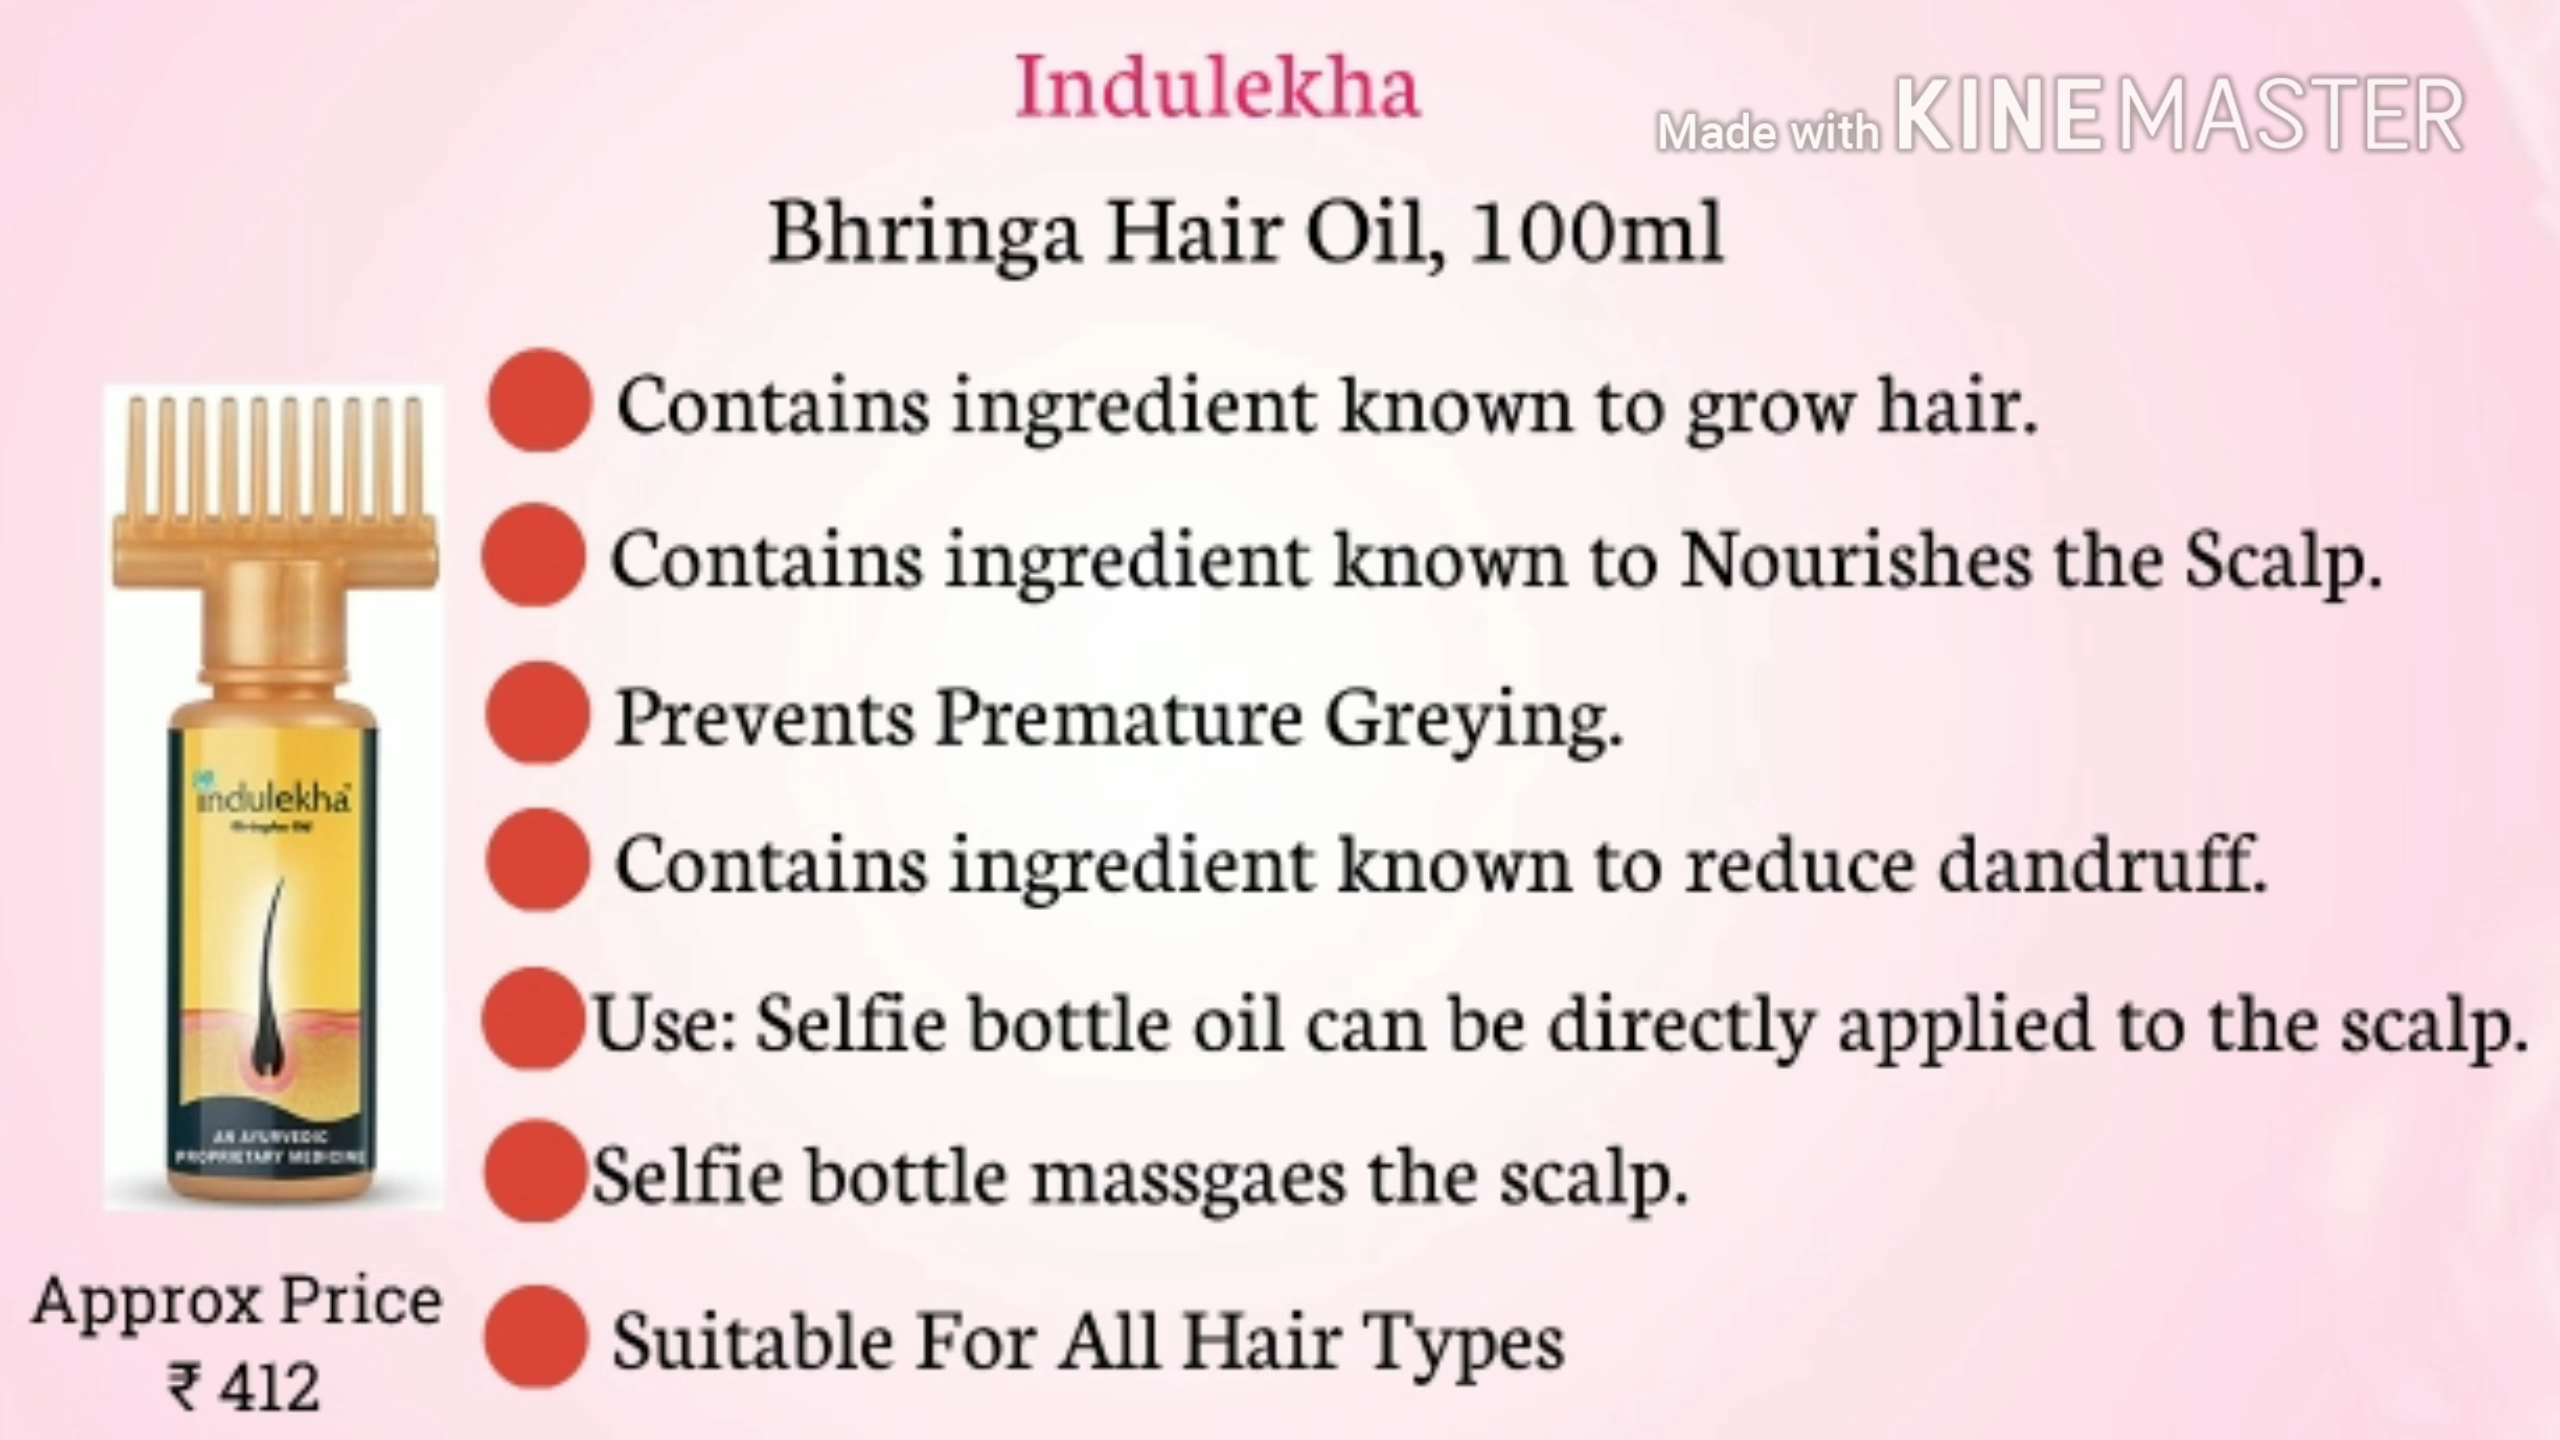 Indulekha
Made with KINEMASTER
Bhringa Hair Oil, 100ml
Contains ingredient known to grow hair.
Contains ingredient known to Nourishes the Scalp.
Prevents Premature Greying.
Contains ingredient known to reduce dandruff.
Use: Selfie bottle oil can be directly applied to the scalp.
Selfie bottle massgaes the scalp.
Suitable For All Hair Types
indulekha
AN AYURVEDIC
PROPRIETARY MEDICINE
Approx Price
₹ 412